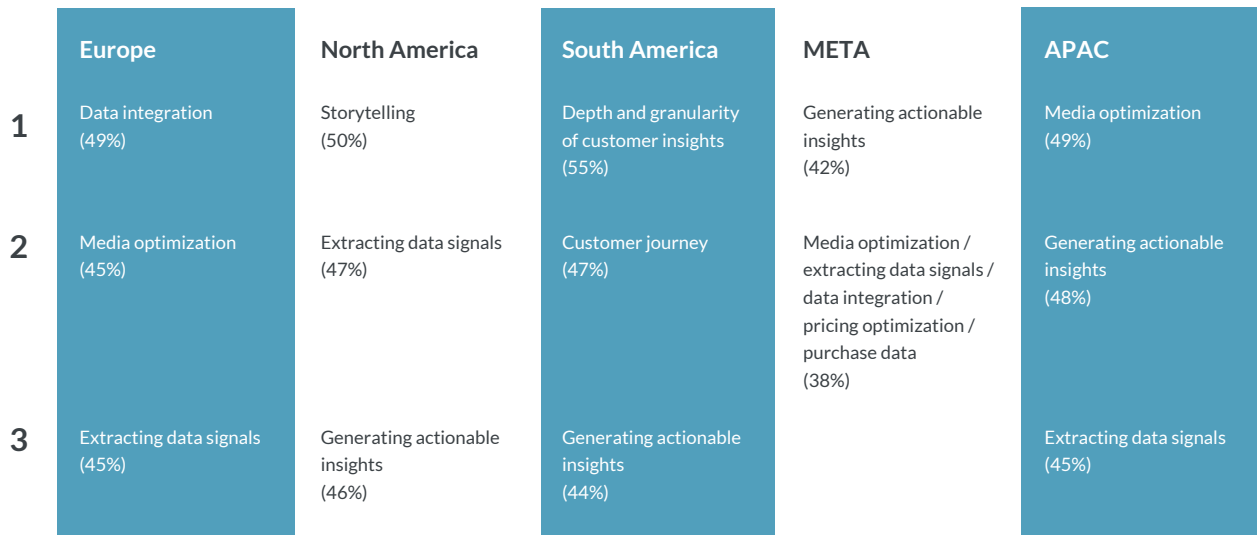 Europe
North America
South America
META
APAC
1
Data integration
(49%)
Storytelling
(50%)
Depth and granularity
of customer insights
(55%)
Generating actionable
insights
(42%)
Media optimization
(49%)
2
Media optimization
(45%)
Extracting data signals
(47%)
Customer journey
(47%)
Media optimization /
extracting data signals /
data integration /
pricing optimization /
purchase data
(38%)
Generating actionable
insights
(48%)
3
Extracting data signals
(45%)
Generating actionable
insights
(46%)
Generating actionable
insights
(44%)
Extracting data signals
(45%)